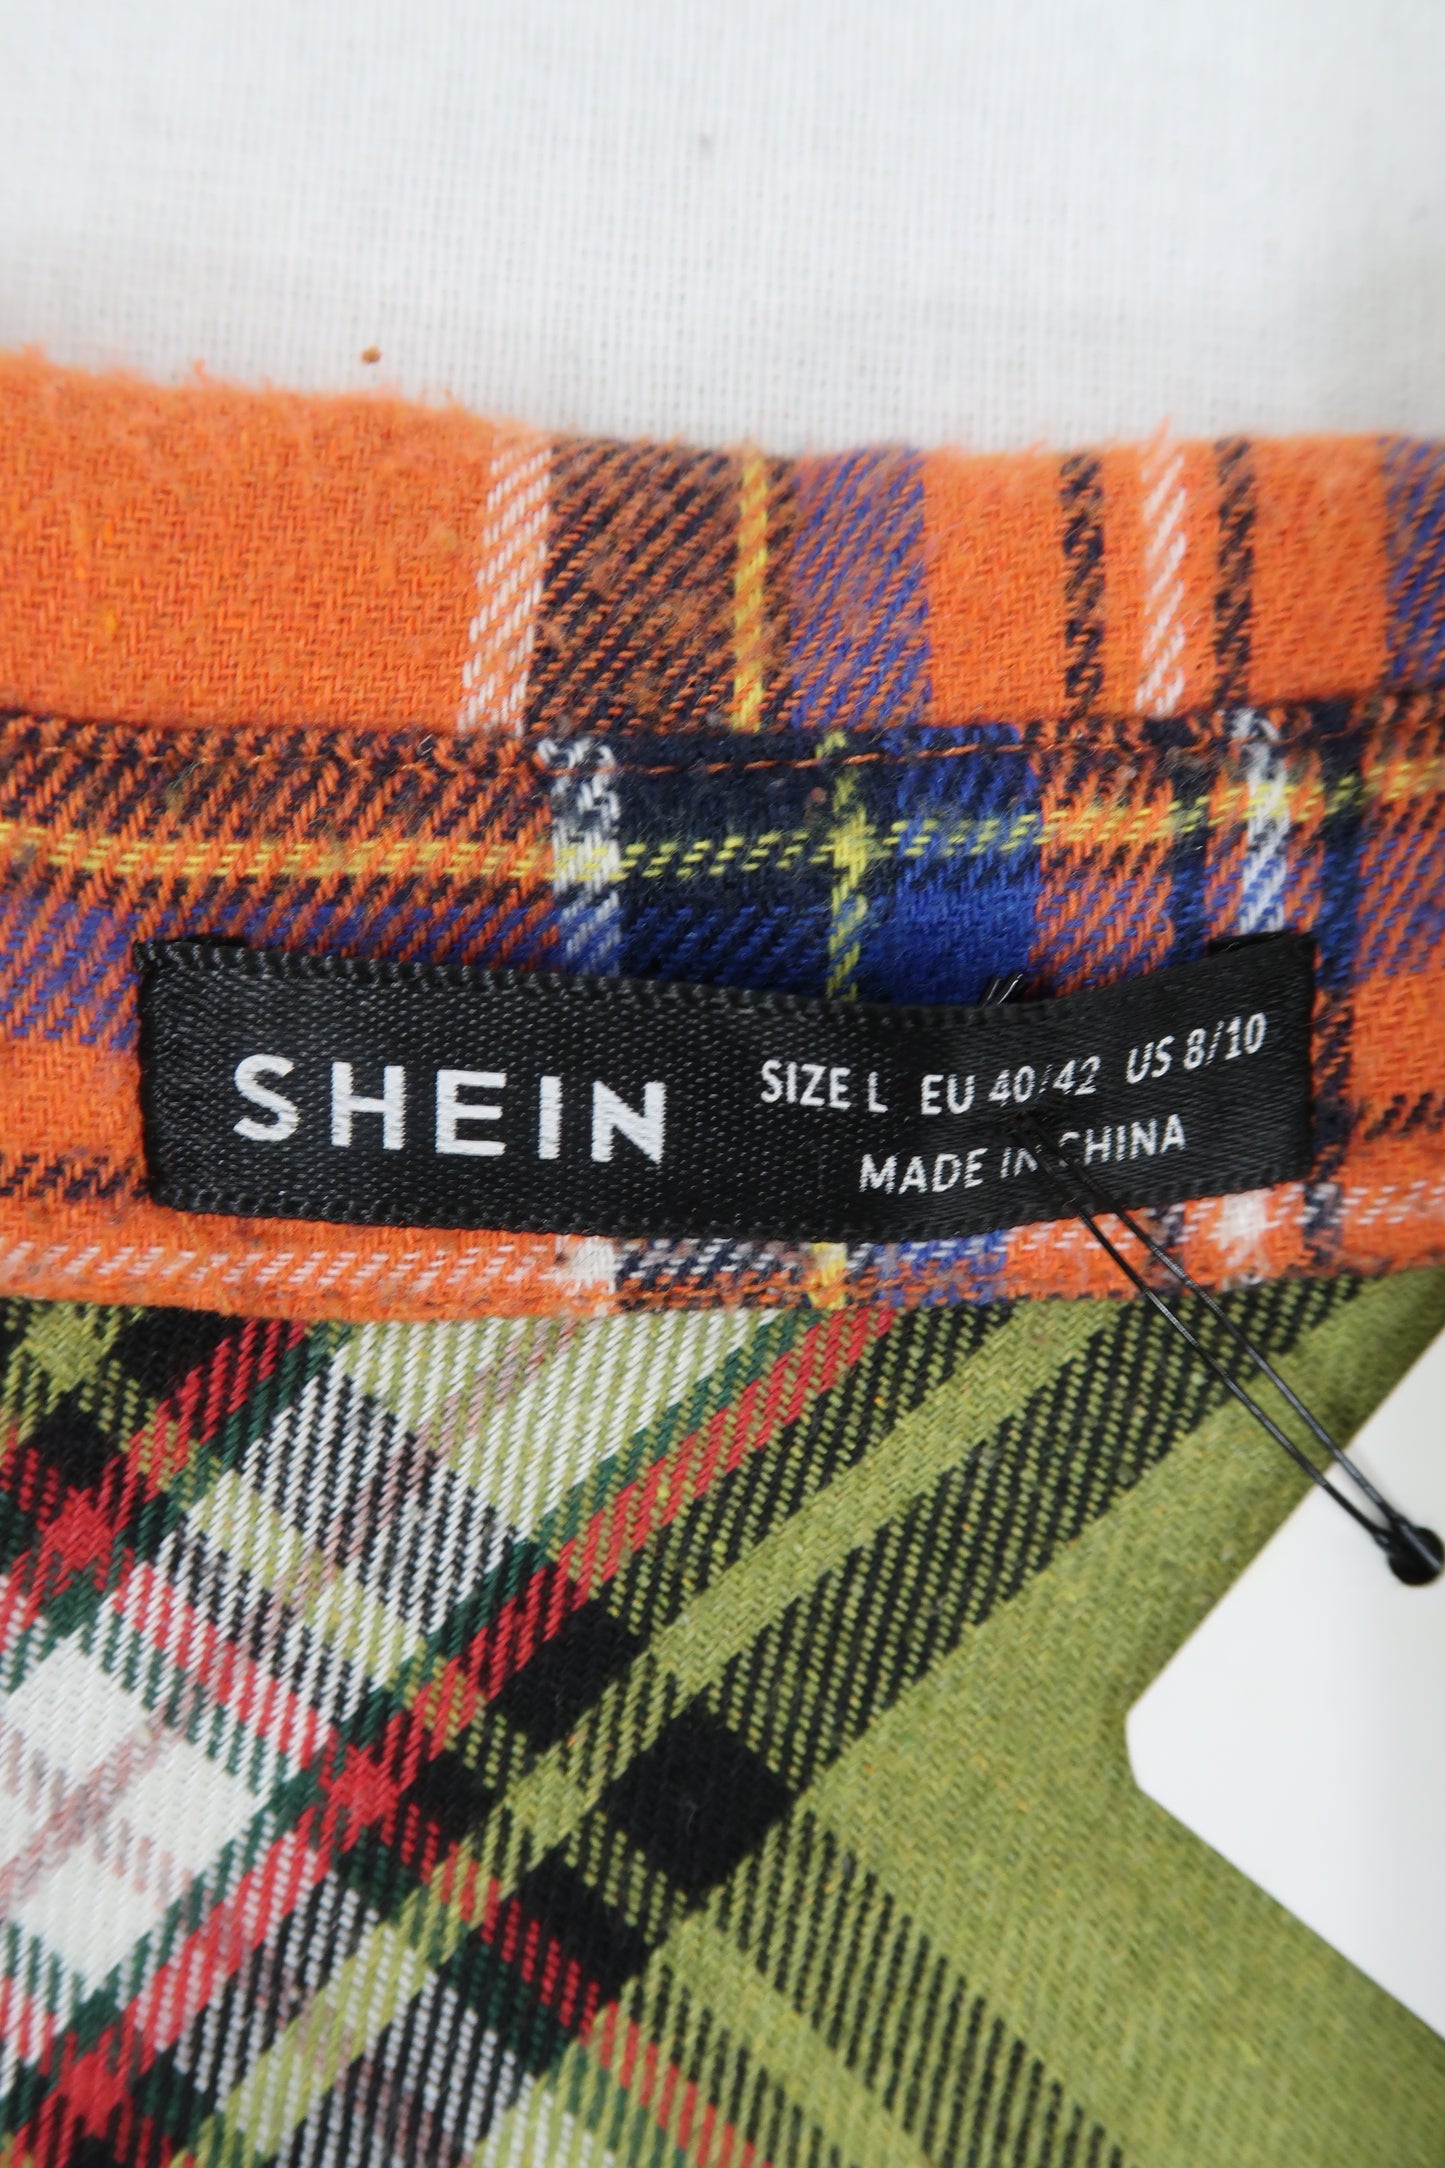 SHEIN
SIZE L EU 40/42 US 8/10
MADE IN CHINA